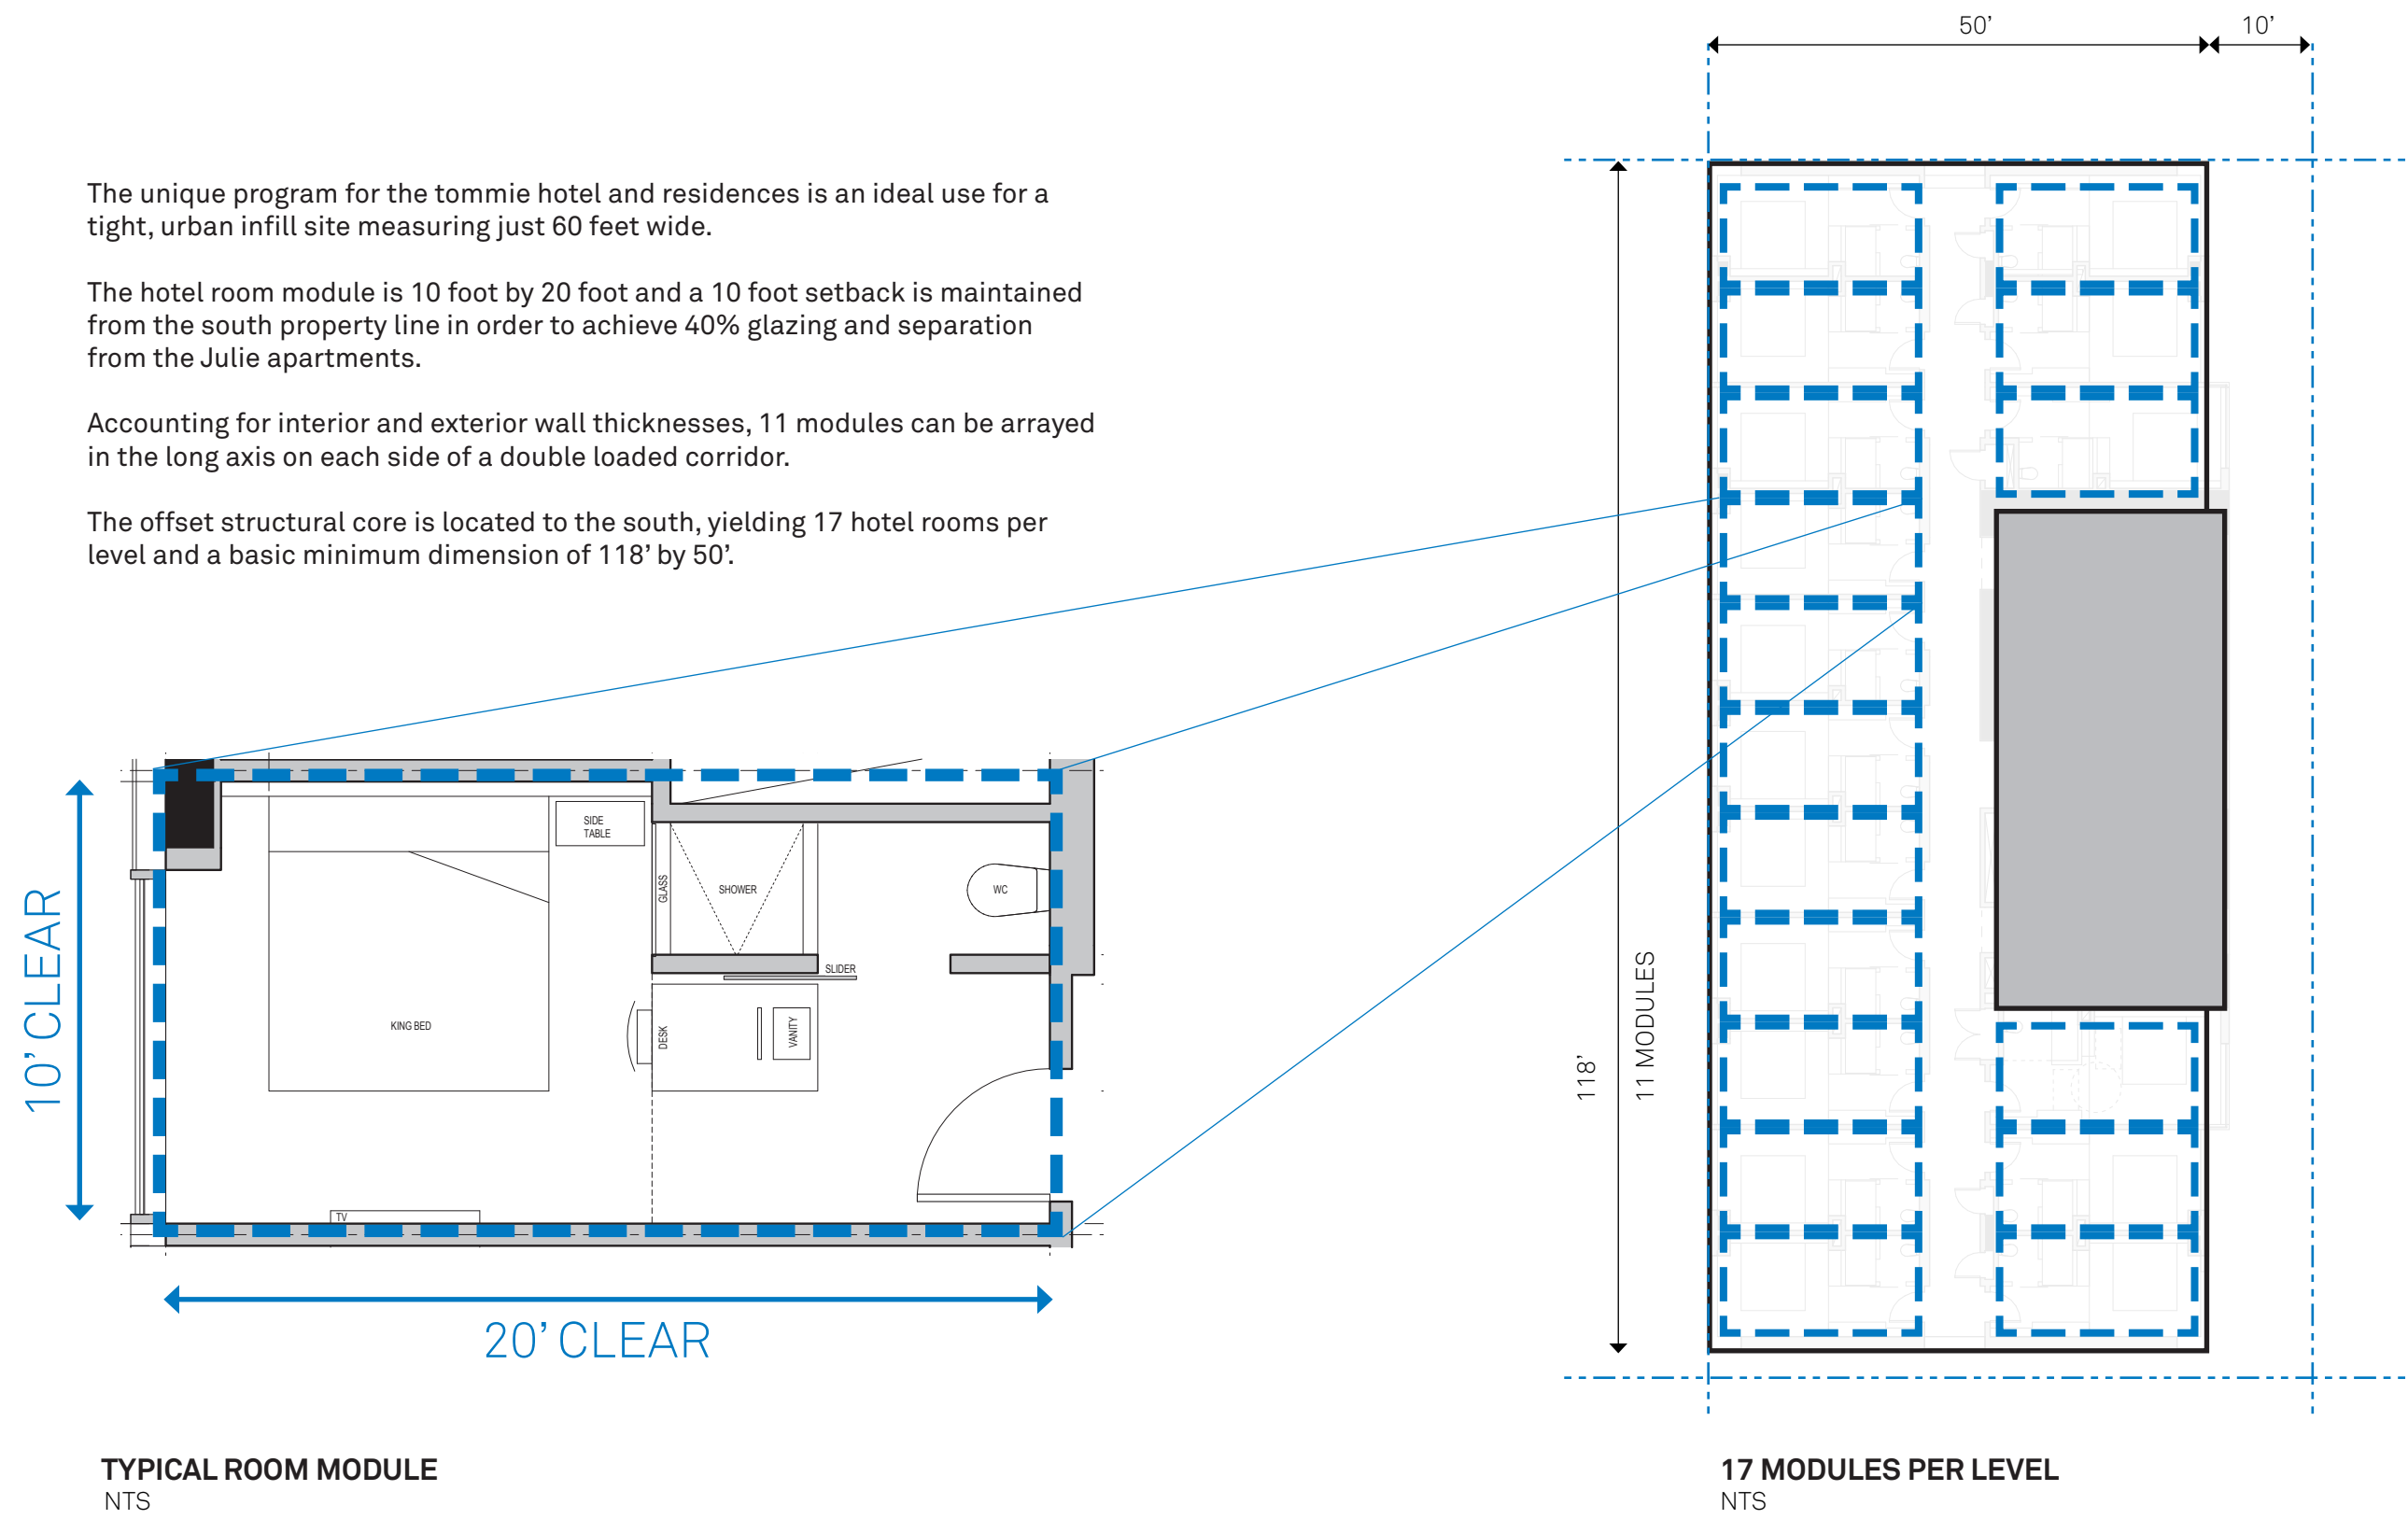 50’
10’
The unique program for the tommie hotel and residences is an ideal use for a
tight, urban infill site measuring just 60 feet wide.
The hotel room module is 10 foot by 20 foot and a 10 foot setback is maintained
from the south property line in order to achieve 40% glazing and separation
from the Julie apartments.
Accounting for interior and exterior wall thicknesses, 11 modules can be arrayed
in the long axis on each side of a double loaded corridor.
The offset structural core is located to the south, yielding 17 hotel rooms per
level and a basic minimum dimension of 118’ by 50’.
SIDE
TABLE
GLASS
SHOWER
WC
SLIDER
KING BED
DESK
VANITY
TV
10’ CLEAR
20’ CLEAR
118’
11 MODULES
TYPICAL ROOM MODULE
NTS
17 MODULES PER LEVEL
NTS